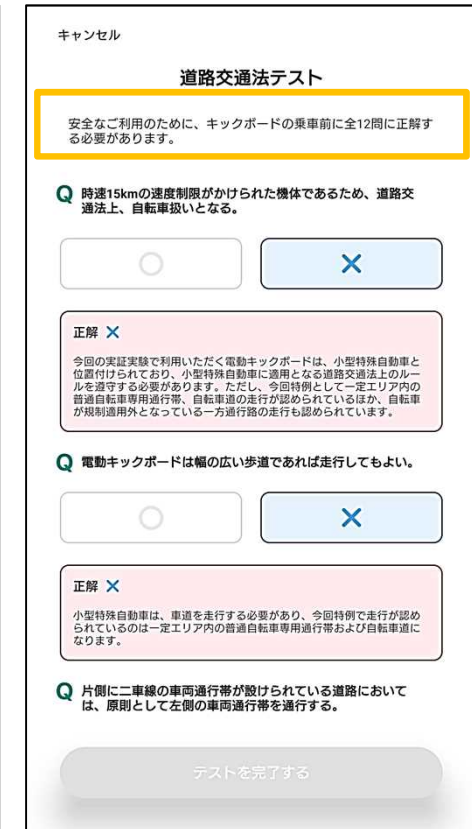 キャンセル
道路交通法テスト
安全なご利用のために、キックボードの乗車前に全12問に正解す
る必要があります。
Q 時速15kmの速度制限がかけられた機体であるため、道路交
通法上、自転車扱いとなる。
正解 ×
今回の実証実験で利用いただく電動キックボードは、小型特殊自動車と
位置付けられており、小型特殊自動車に適用となる道路交通法上のルー
ルを遵守する必要があります。ただし、今回特例として一定エリア内の
普通自転車専用通行帯、自転車道の走行が認められているほか、自転車
が規制適用外となっている一方通行路の走行も認められています。
Q 電動キックボードは幅の広い歩道であれば走行してもよい。
正解 ×
小型特殊自動車は、車道を走行する必要があり、今回特例で走行が認め
られているのは一定エリア内の普通自転車専用通行帯および自転車道に
なります。
Q 片側に二車線の車両通行帯が設けられている道路において
は、原則として左側の車両通行帯を通行する。
テストを完了する